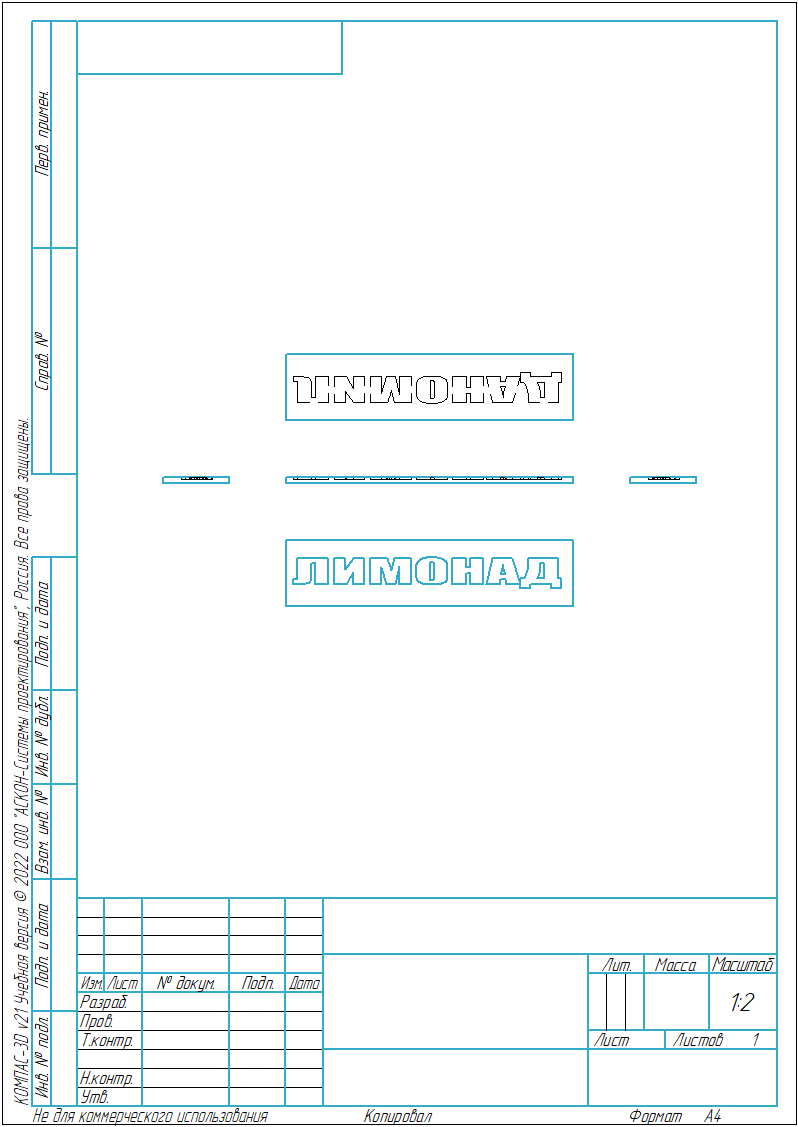 Перв. примен.
Справ. №
ЛИМОНАД
ЛИМОНАД
Подп. и дата
Инв. № дубл.
Взам. инв. №
Подп. и дата
Инв. № подл.
КОМПАС-3D v21 Учебная версия © 2022 ООО "АСКОН-Системы проектирования", Россия. Все права защищены.
Лит. Масса Масштаб
Изм. Лист № докум. Подп. Дата
Разраб. 1:2
Пров.
Т.контр. Лист Листов 1
Н.контр.
Утв.
Не для коммерческого использования Копировал Формат А4